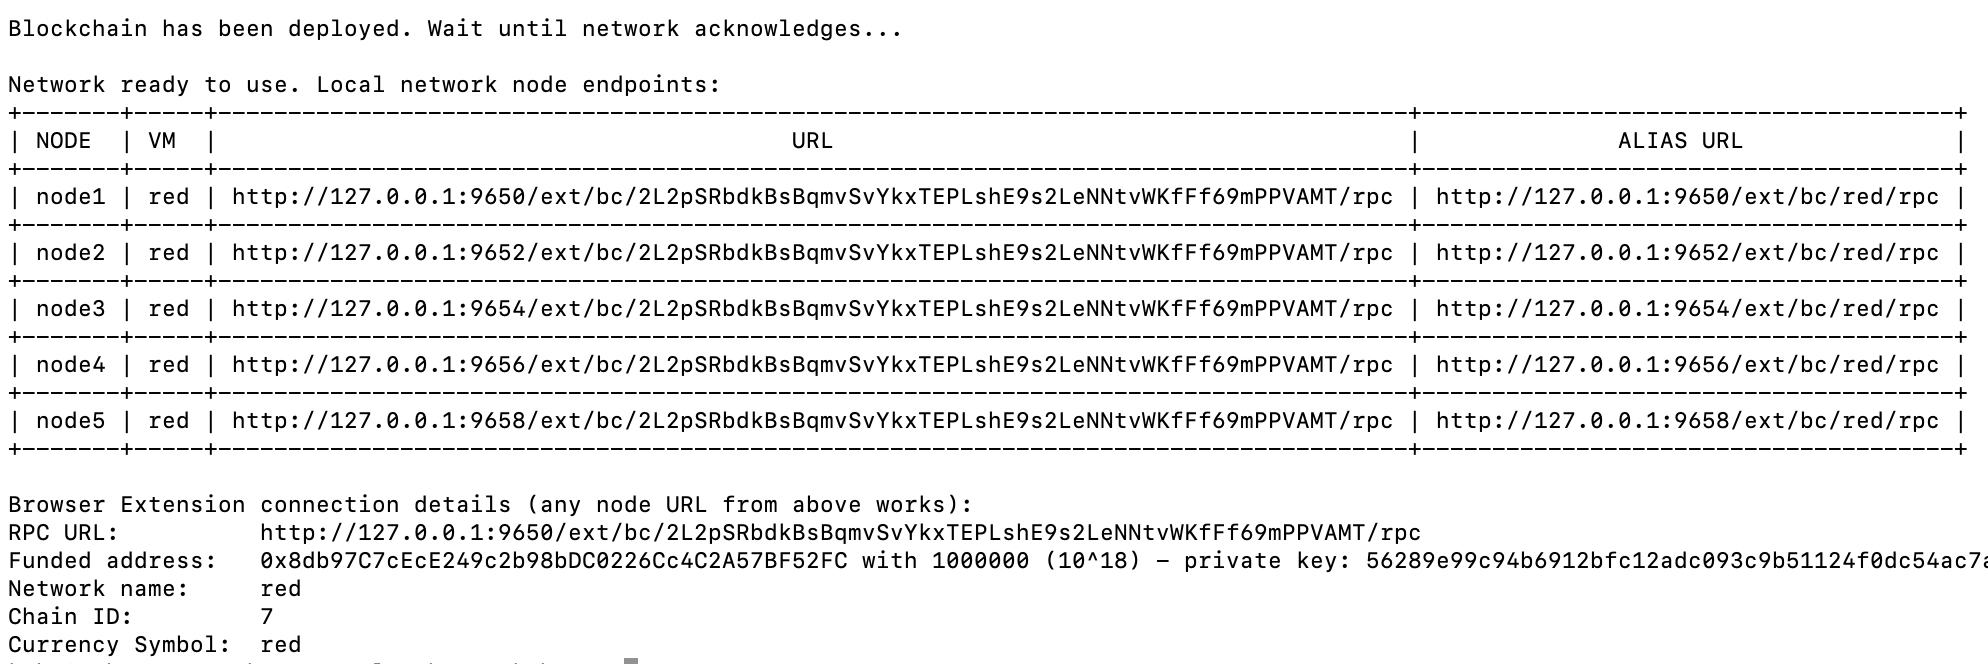 Blockchain has been deployed. Wait until network acknowledges...
Network ready to use. Local network node endpoints:
+-------+-----+-------------------------------------------------------------------------------------+--------------------------------------+
| NODE | VM | URL | ALIAS URL |
+-------+-----+-------------------------------------------------------------------------------------+--------------------------------------+
| node1 | red | http://127.0.0.1:9650/ext/bc/2L2pSRbdkBsBqmvSvYkxTEPLshE9s2LeNNtvWKfFf69mPPVAMT/rpc | http://127.0.0.1:9650/ext/bc/red/rpc |
+-------+-----+-------------------------------------------------------------------------------------+--------------------------------------+
| node2 | red | http://127.0.0.1:9652/ext/bc/2L2pSRbdkBsBqmvSvYkxTEPLshE9s2LeNNtvWKfFf69mPPVAMT/rpc | http://127.0.0.1:9652/ext/bc/red/rpc |
+-------+-----+-------------------------------------------------------------------------------------+--------------------------------------+
| node3 | red | http://127.0.0.1:9654/ext/bc/2L2pSRbdkBsBqmvSvYkxTEPLshE9s2LeNNtvWKfFf69mPPVAMT/rpc | http://127.0.0.1:9654/ext/bc/red/rpc |
+-------+-----+-------------------------------------------------------------------------------------+--------------------------------------+
| node4 | red | http://127.0.0.1:9656/ext/bc/2L2pSRbdkBsBqmvSvYkxTEPLshE9s2LeNNtvWKfFf69mPPVAMT/rpc | http://127.0.0.1:9656/ext/bc/red/rpc |
+-------+-----+-------------------------------------------------------------------------------------+--------------------------------------+
| node5 | red | http://127.0.0.1:9658/ext/bc/2L2pSRbdkBsBqmvSvYkxTEPLshE9s2LeNNtvWKfFf69mPPVAMT/rpc | http://127.0.0.1:9658/ext/bc/red/rpc |
+-------+-----+-------------------------------------------------------------------------------------+--------------------------------------+
Browser Extension connection details (any node URL from above works):
RPC URL: http://127.0.0.1:9650/ext/bc/2L2pSRbdkBsBqmvSvYkxTEPLshE9s2LeNNtvWKfFf69mPPVAMT/rpc
Funded address: 0x8db97C7cEcE249c2b98bDC0226Cc4C2A57BF52FC with 1000000 (10^18) - private key: 56289e99c94b6912bfc12adc093c9b51124f0dc54ac7a
Network name: red
Chain ID: 7
Currency Symbol: red